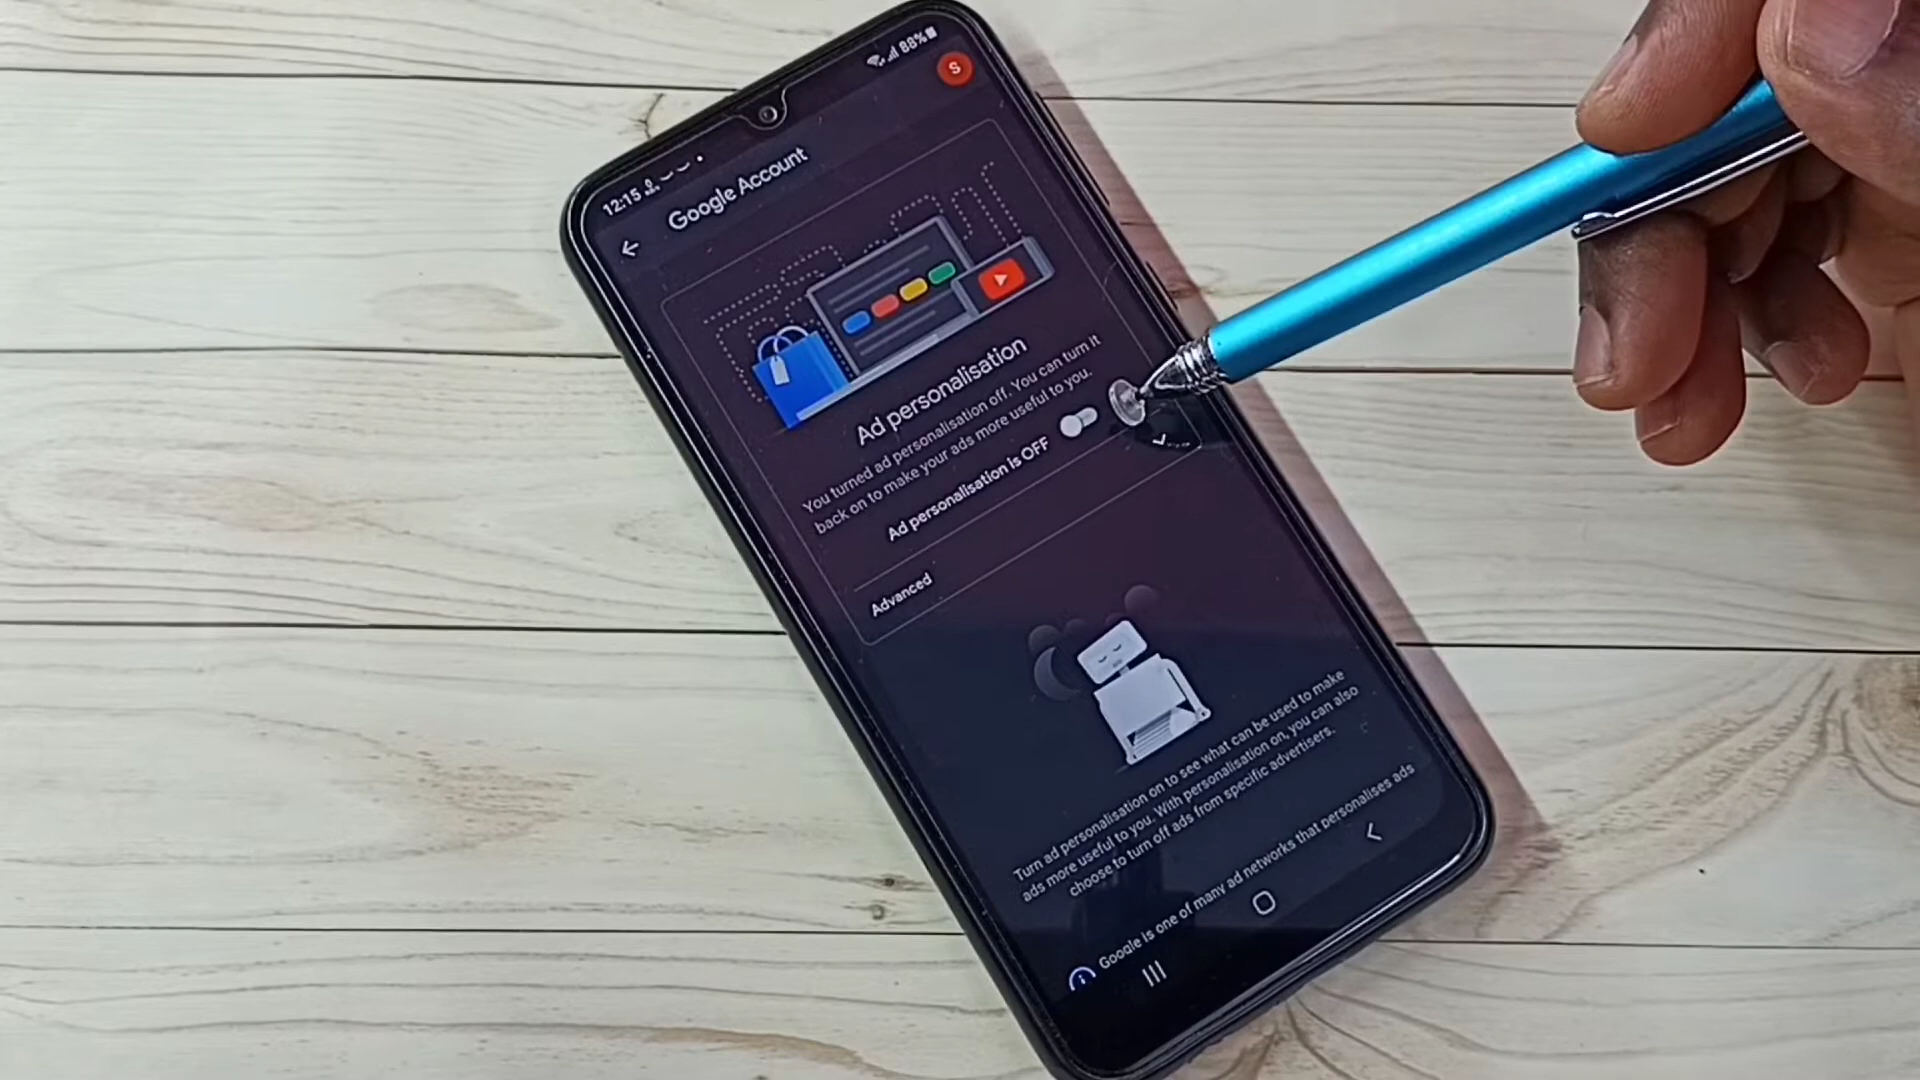 12:15
88%
S
Google Account
Ad personalisation
You turned ad personalisation off. You can turn it
back on to make your ads more useful to you.
Ad personalisation is OFF
Advanced
Turn ad personalisation on to see what can be used to make
ads more useful to you. With personalisation on, you can also
choose to turn off ads from specific advertisers.
Google is one of many ad networks that personalises ads